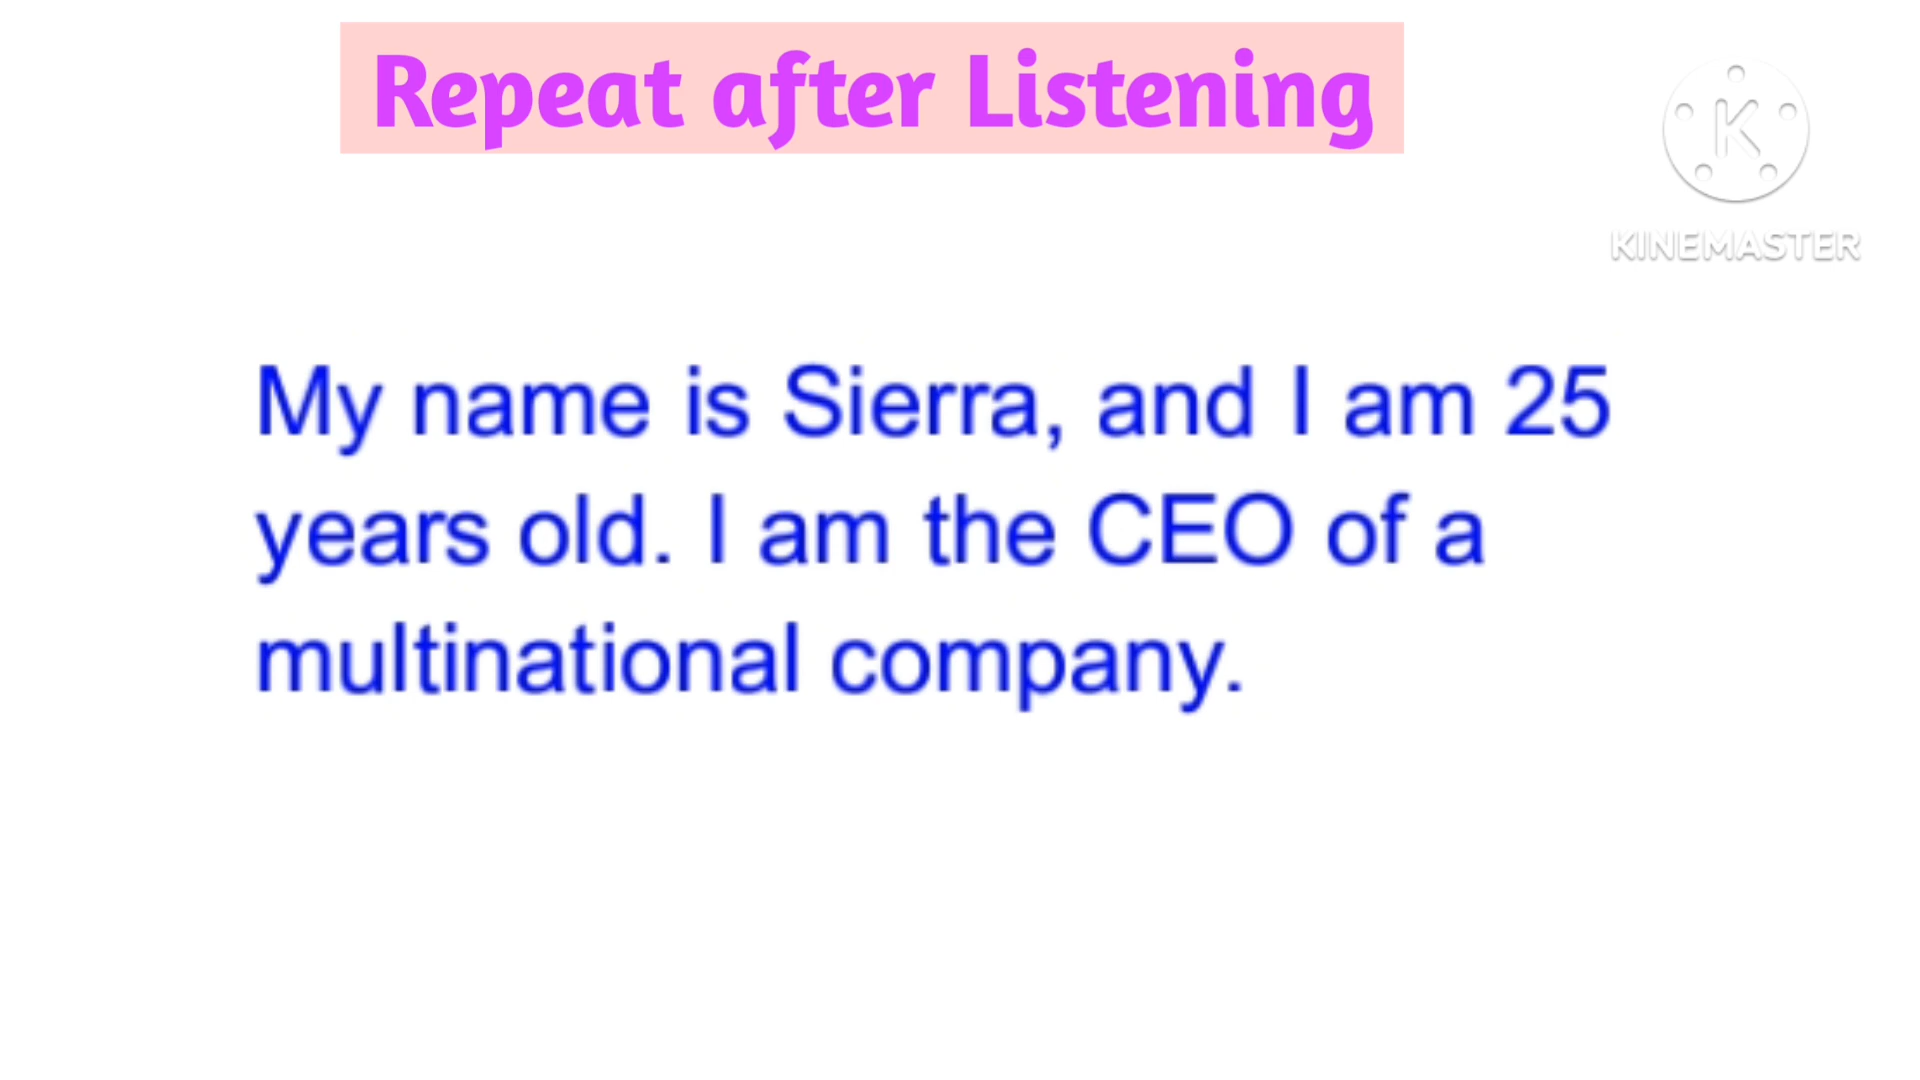 Repeat after Listening
K
KINEMASTER
My name is Sierra, and I am 25
years old. I am the CEO of a
multinational company.